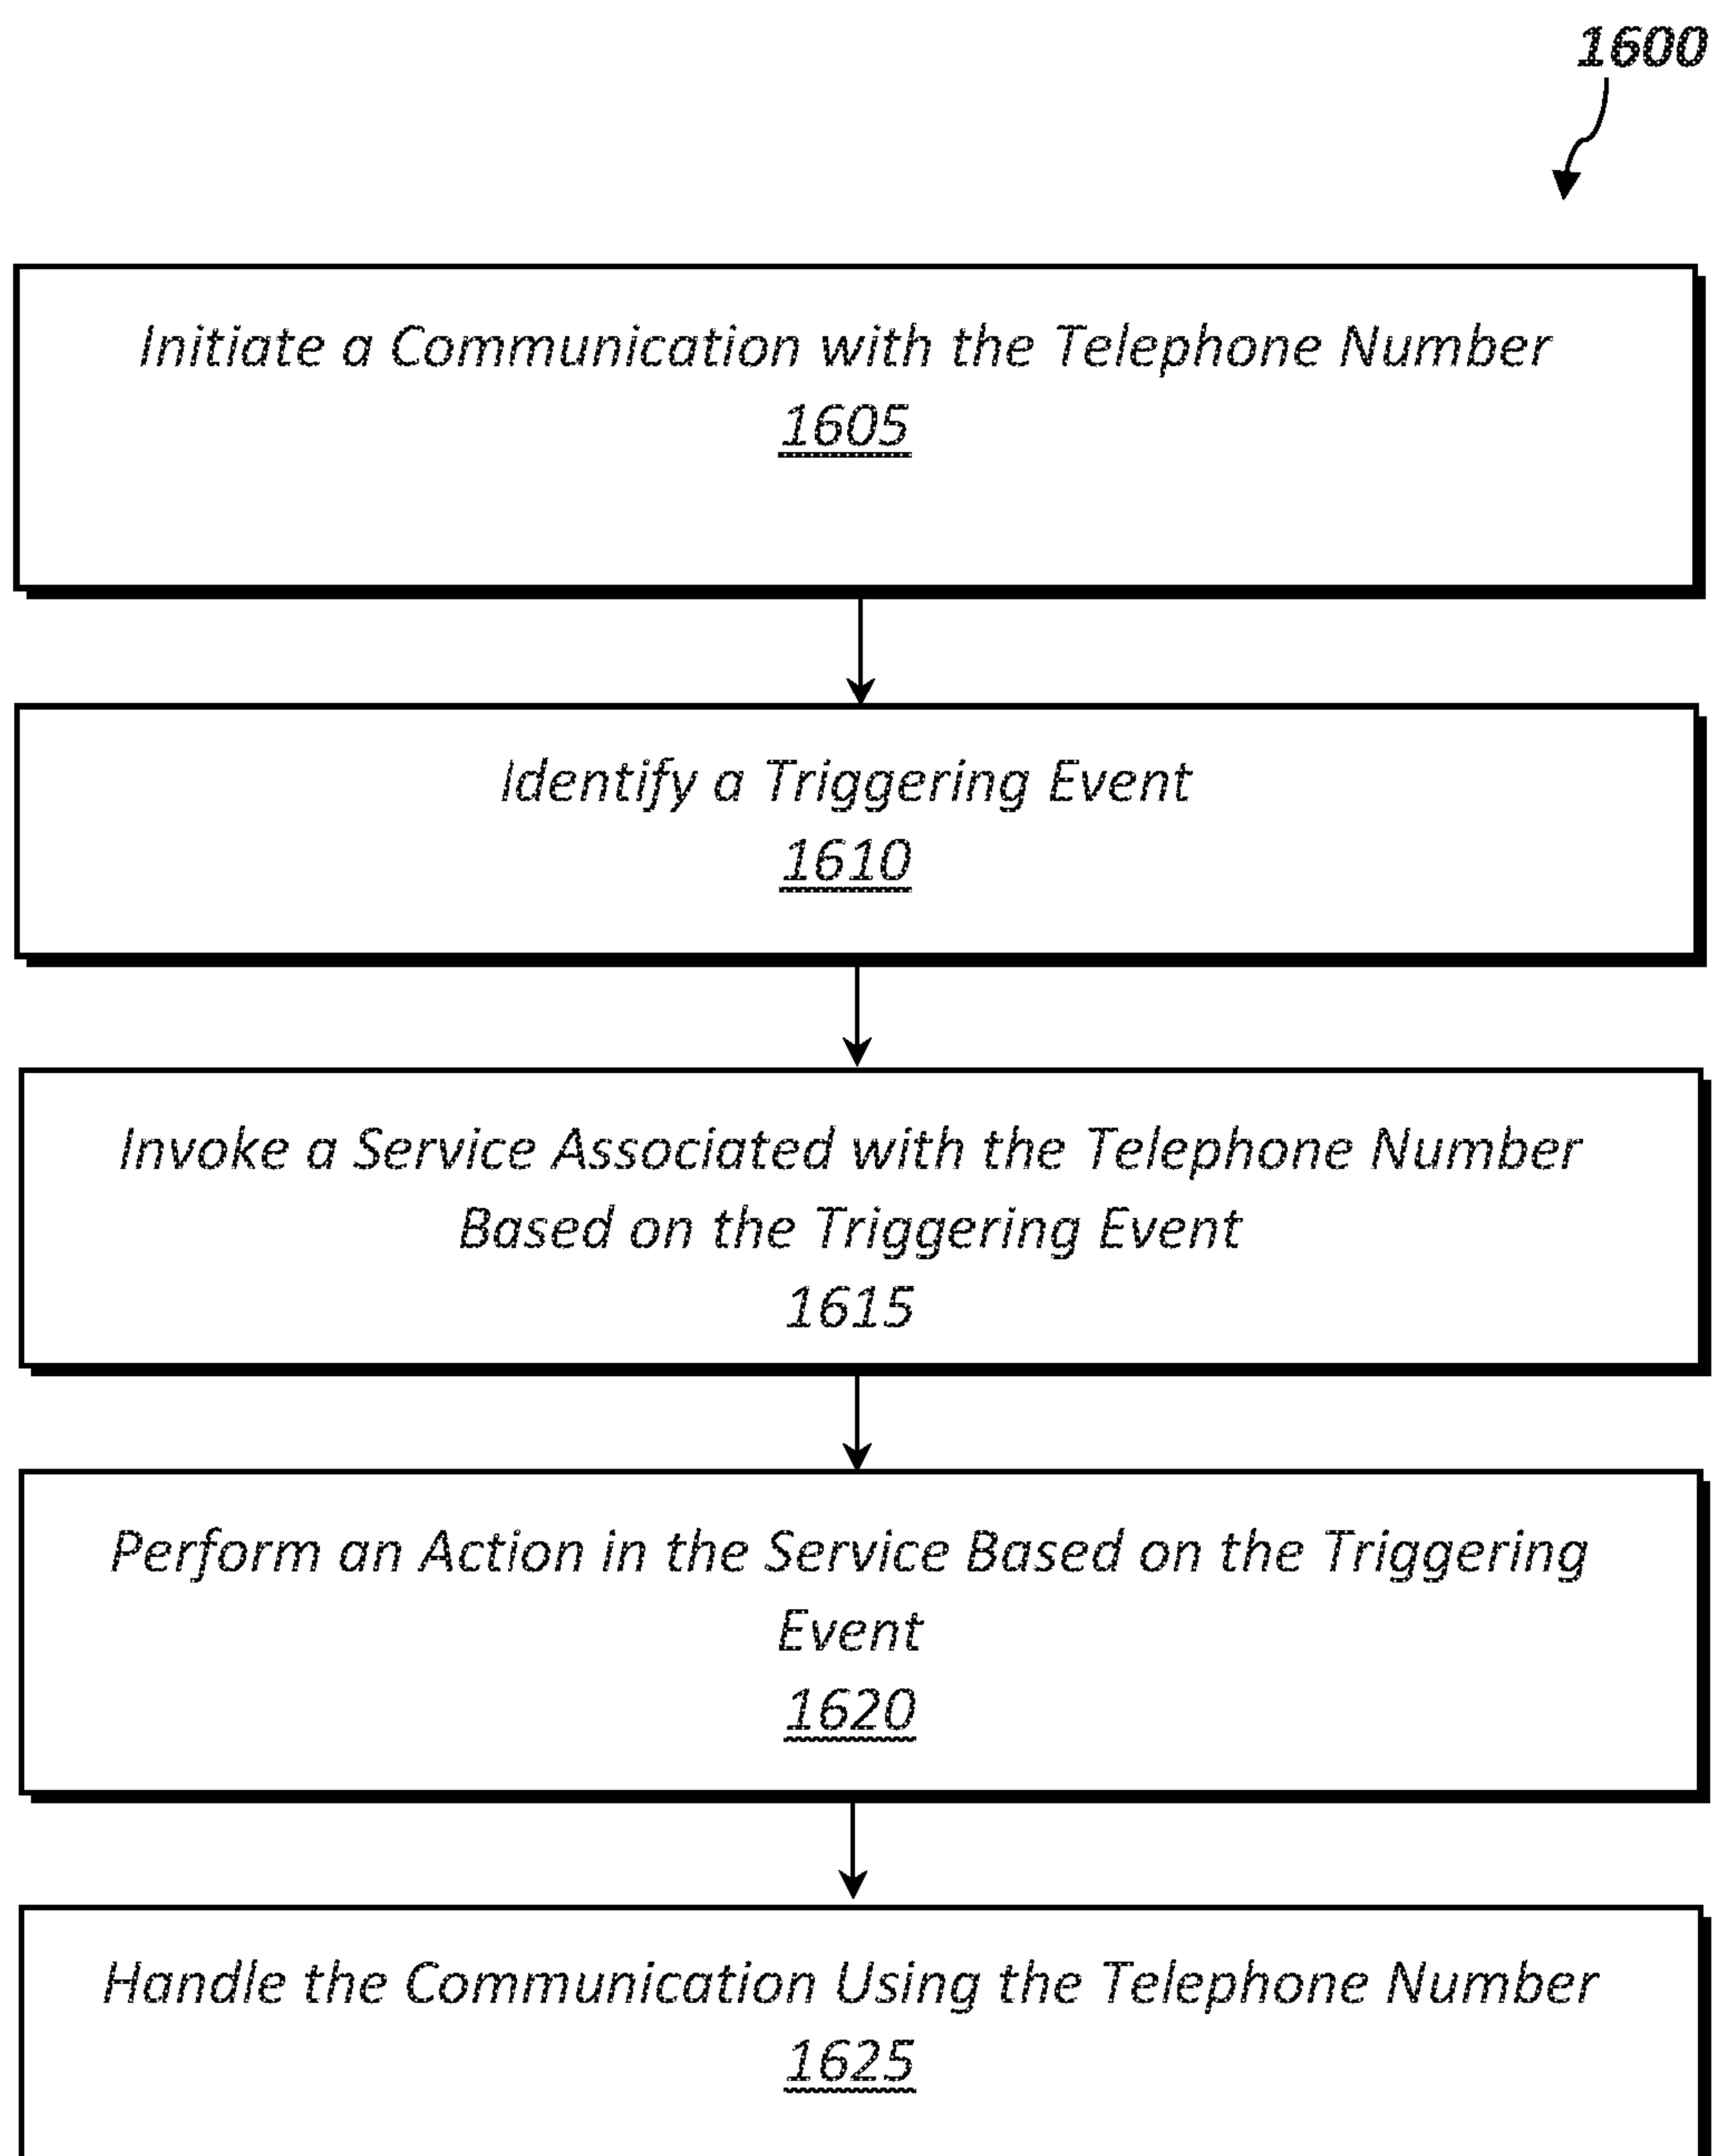 1600
Initiate a Communication with the Telephone Number
1605
Identify a Triggering Event
1610
Invoke a Service Associated with the Telephone Number
Based on the Triggering Event
1615
Perform an Action in the Service Based on the Triggering
Event
1620
Handle the Communication Using the Telephone Number
1625